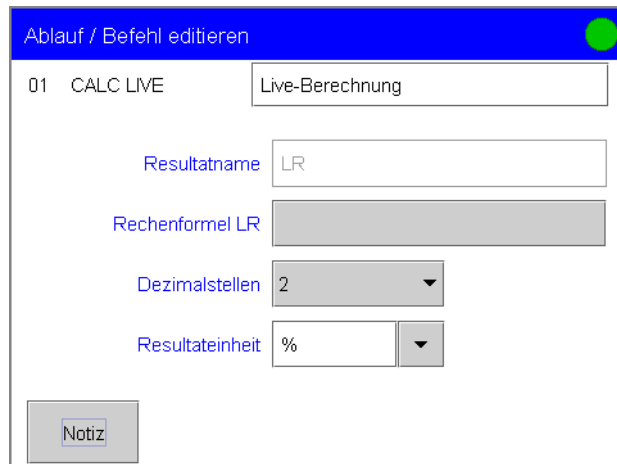 Ablauf / Befehl editieren
01 CALC LIVE Live-Berechnung
Resultatname LR
Rechenformel LR
Dezimalstellen 2
Resultateinheit %
Notiz